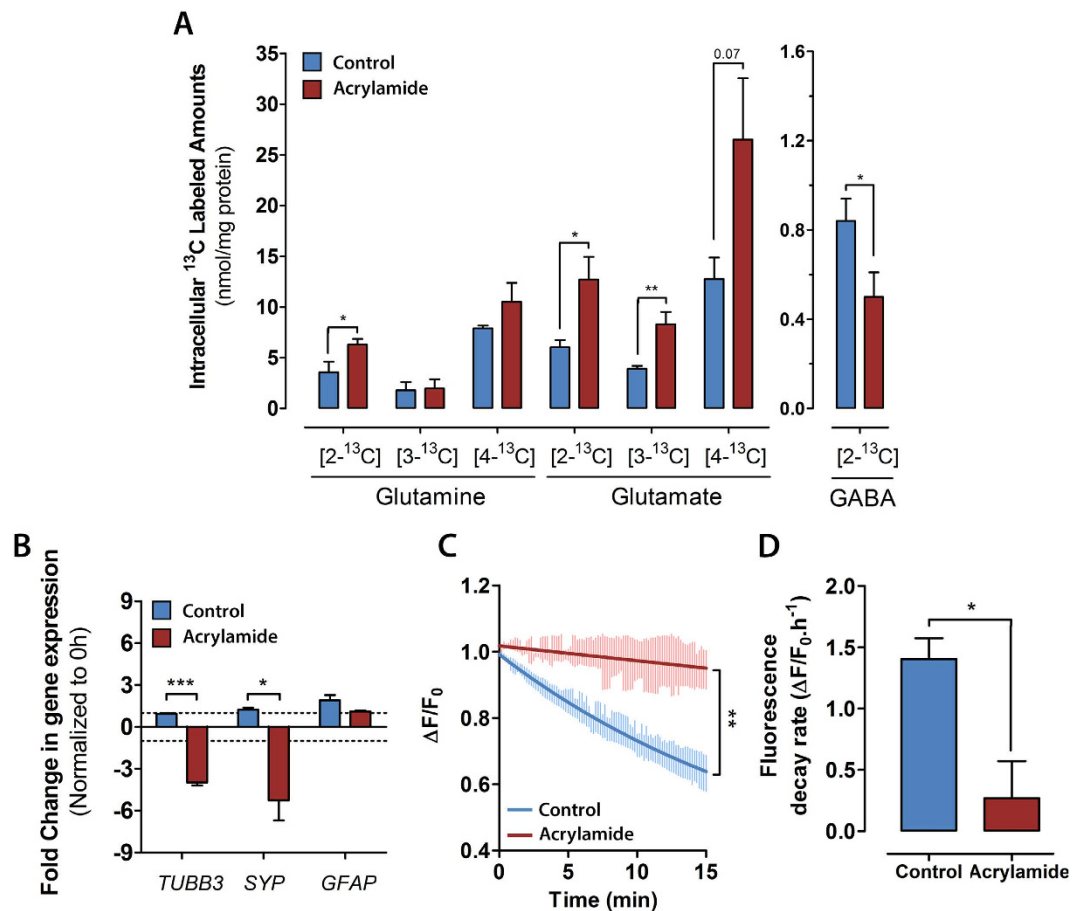 A
Intracellular ¹³C Labeled Amounts
(nmol/mg protein)
35
30
25
20
15
10
5
0
Control
Acrylamide
*
*
**
0.07
[2-¹³C]
[3-¹³C]
[4-¹³C]
[2-¹³C]
[3-¹³C]
[4-¹³C]
Glutamine
Glutamate
1.6
1.2
0.8
0.4
0.0
*
[2-¹³C]
GABA
B
Fold Change in gene expression
(Normalized to 0h)
9
6
3
0
-3
-6
-9
Control
Acrylamide
***
*
TUBB3
SYP
GFAP
C
ΔF/F₀
1.2
1.0
0.8
0.6
0.4
**
Control
Acrylamide
0
5
10
15
Time (min)
D
Fluorescence
decay rate (ΔF/F₀.h⁻¹)
2.0
1.5
1.0
0.5
0.0
*
Control
Acrylamide